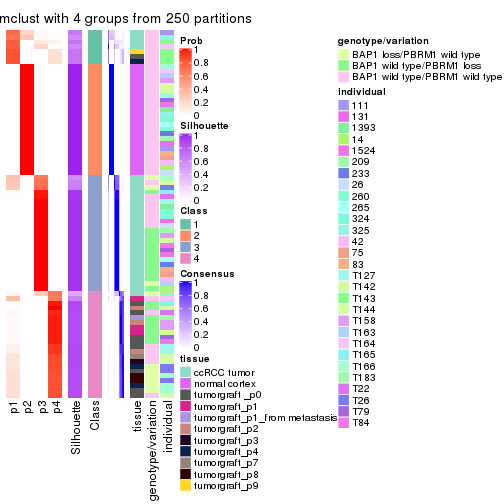 mclust with 4 groups from 250 partitions
Prob
1
0.8
0.6
0.4
0.2
0
Silhouette
1
0.8
0.6
0.4
0.2
0
Class
1
2
3
4
Consensus
1
0.8
0.6
0.4
0.2
0
tissue
ccRCC tumor
normal cortex
tumorgraft_p0
tumorgraft_p1
tumorgraft_p1_from metastasis
tumorgraft_p2
tumorgraft_p3
tumorgraft_p4
tumorgraft_p7
tumorgraft_p8
tumorgraft_p9
genotype/variation
BAP1 loss/PBRM1 wild type
BAP1 wild type/PBRM1 loss
BAP1 wild type/PBRM1 wild type
individual
111
131
1393
14
1524
209
233
26
260
265
324
325
42
75
83
T127
T142
T143
T144
T158
T163
T164
T165
T166
T183
T22
T26
T79
T84
p1
p2
p3
p4
Silhouette
Class
tissue
genotype/variation
individual